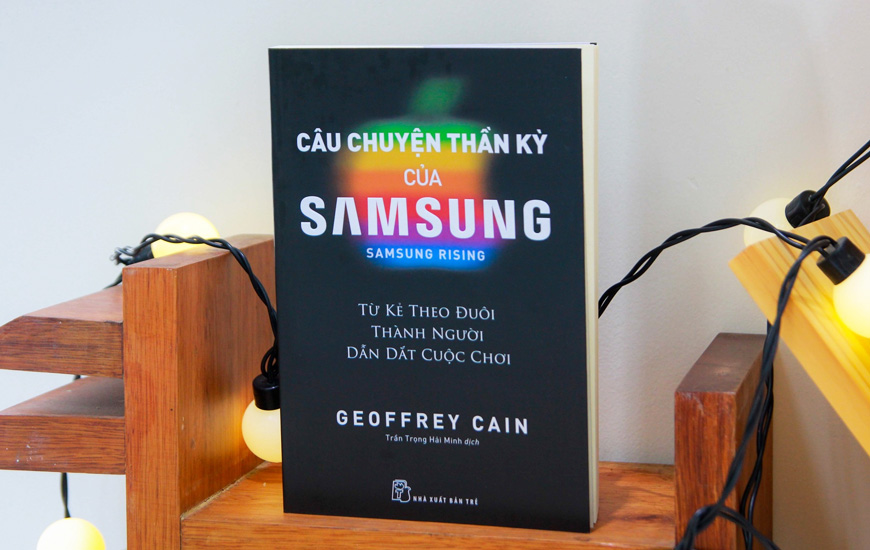 CÂU CHUYỆN THẦN KỲ
CỦA
SAMSUNG
SAMSUNG RISING
TỪ KẺ THEO ĐUÔI
THÀNH NGƯỜI
DẪN DẮT CUỘC CHƠI
GEOFFREY CAIN
Trần Trọng Hải Minh dịch
NHÀ XUẤT BẢN TRẺ